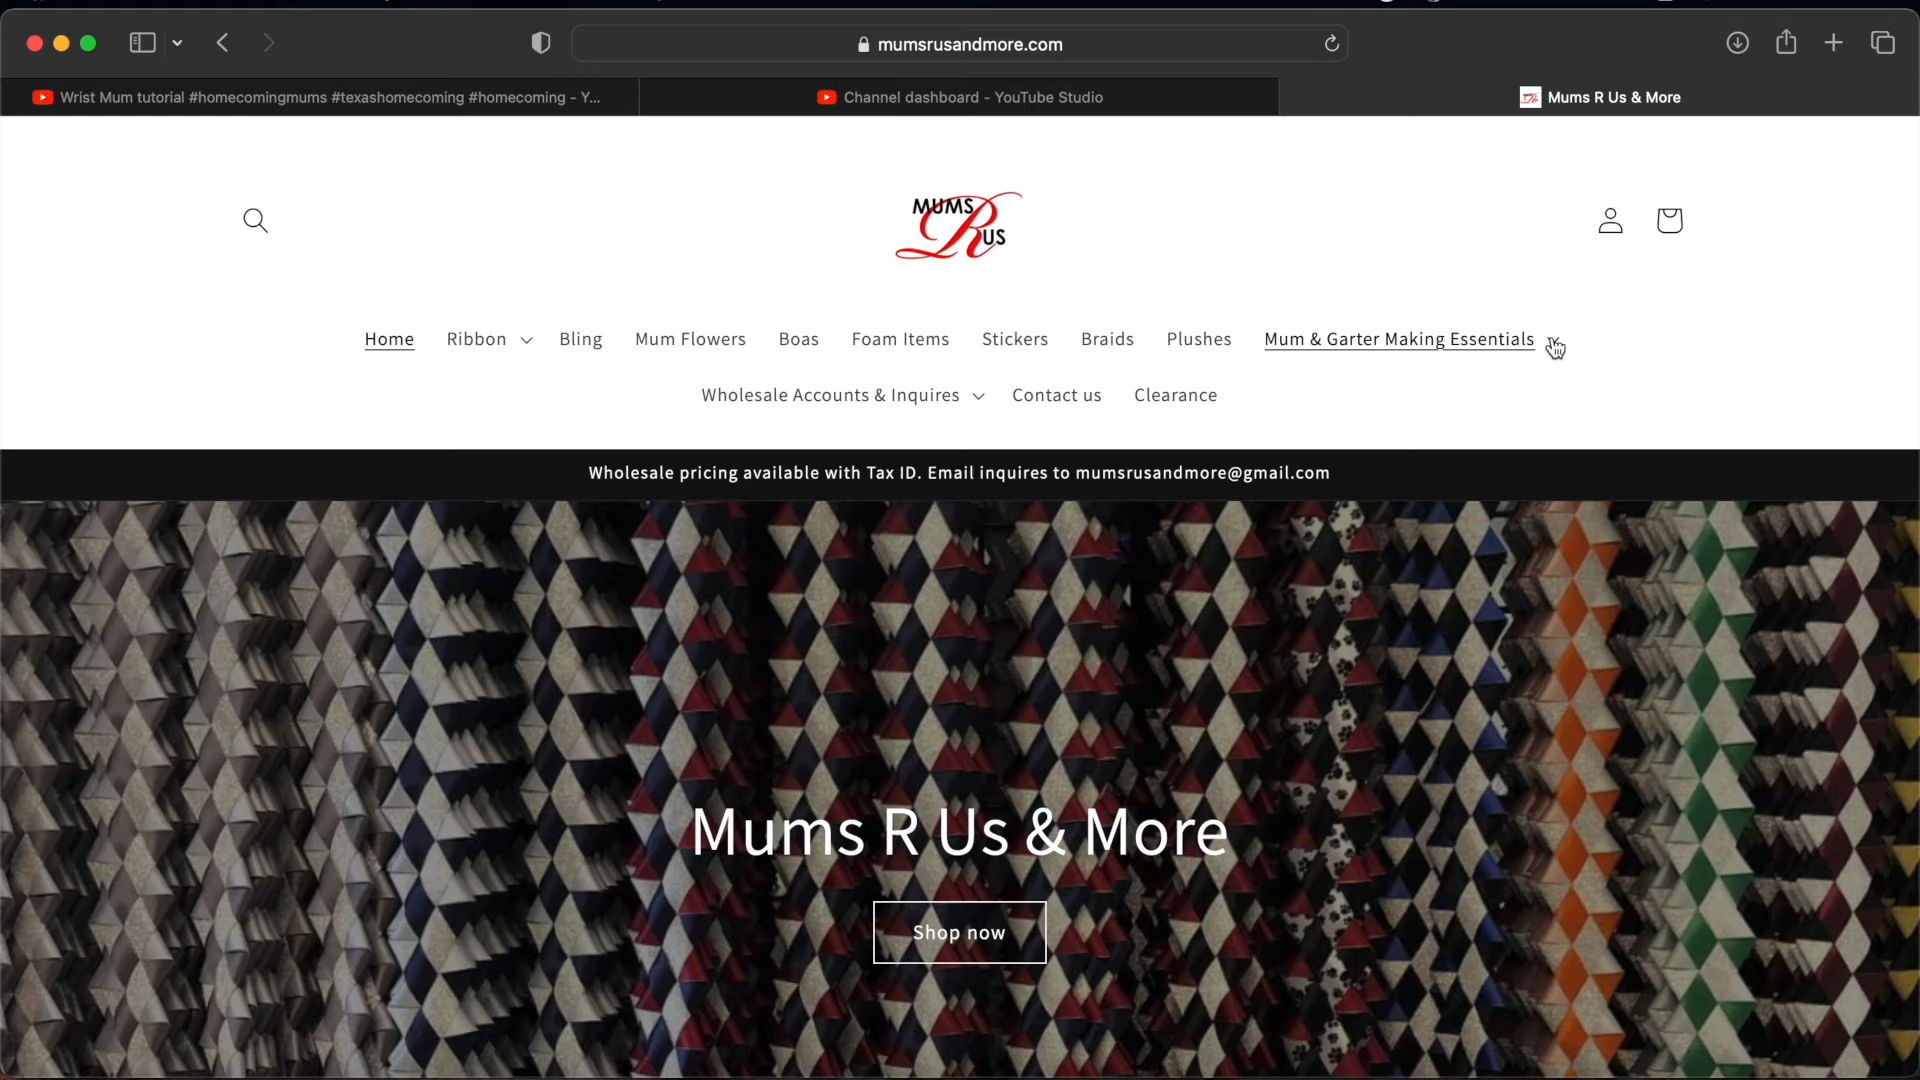 mumsrusandmore.com
Wrist Mum tutorial #homecomingmums #texashomecoming #homecoming - Y...
Channel dashboard - YouTube Studio
Mums R Us & More
MUMS
R US
Home Ribbon Bling Mum Flowers Boas Foam Items Stickers Braids Plushes Mum & Garter Making Essentials
Wholesale Accounts & Inquires Contact us Clearance
Wholesale pricing available with Tax ID. Email inquires to mumsrusandmore@gmail.com
Mums R Us & More
Shop now